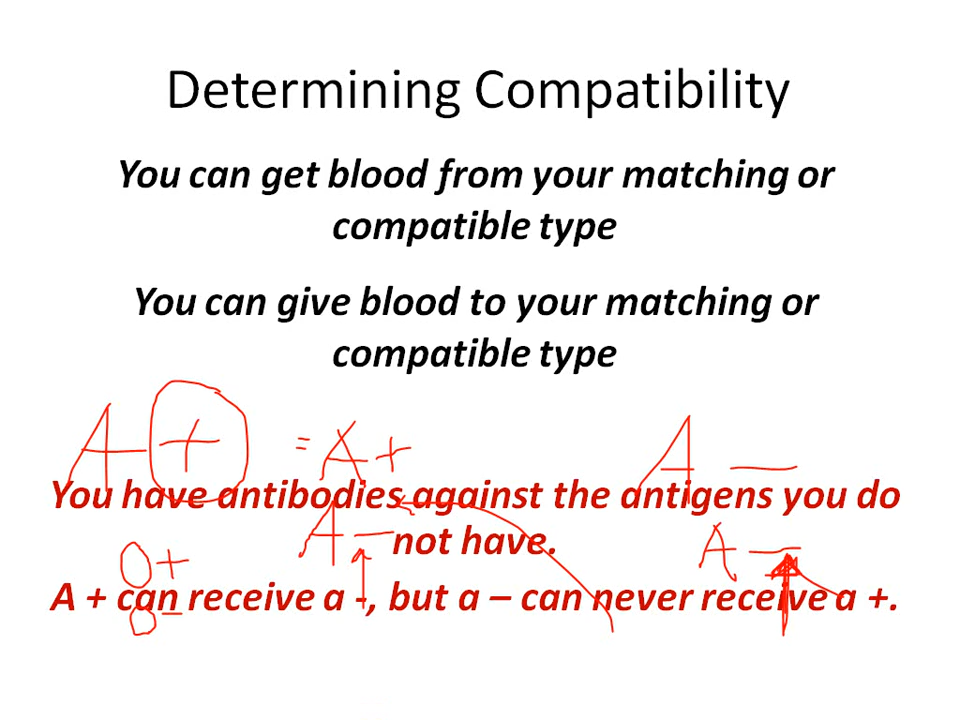 Determining Compatibility
You can get blood from your matching or
compatible type
You can give blood to your matching or
compatible type
A + = A+ A –
You have antibodies against the antigens you do
A – not have. A –
O+
A + can receive a -, but a – can never receive a +.
O–